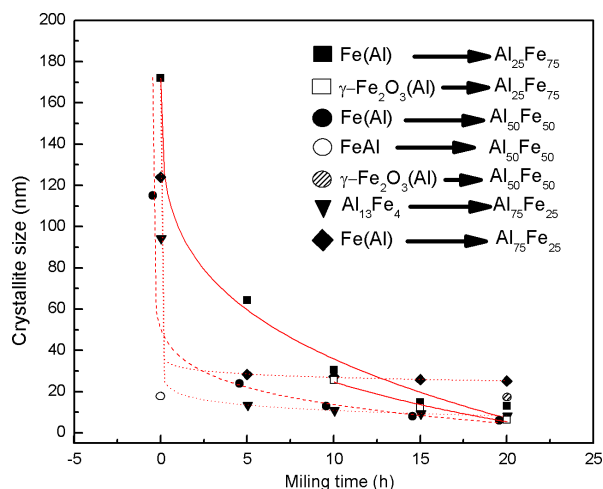 Fe(Al) Al₂₅Fe₇₅
γ–Fe₂O₃(Al) Al₂₅Fe₇₅
Fe(Al) Al₅₀Fe₅₀
FeAl Al₅₀Fe₅₀
γ–Fe₂O₃(Al) Al₅₀Fe₅₀
Al₁₃Fe₄ Al₇₅Fe₂₅
Fe(Al) Al₇₅Fe₂₅
Crystallite size (nm)
200
180
160
140
120
100
80
60
40
20
0
-5 0 5 10 15 20 25
Miling time (h)